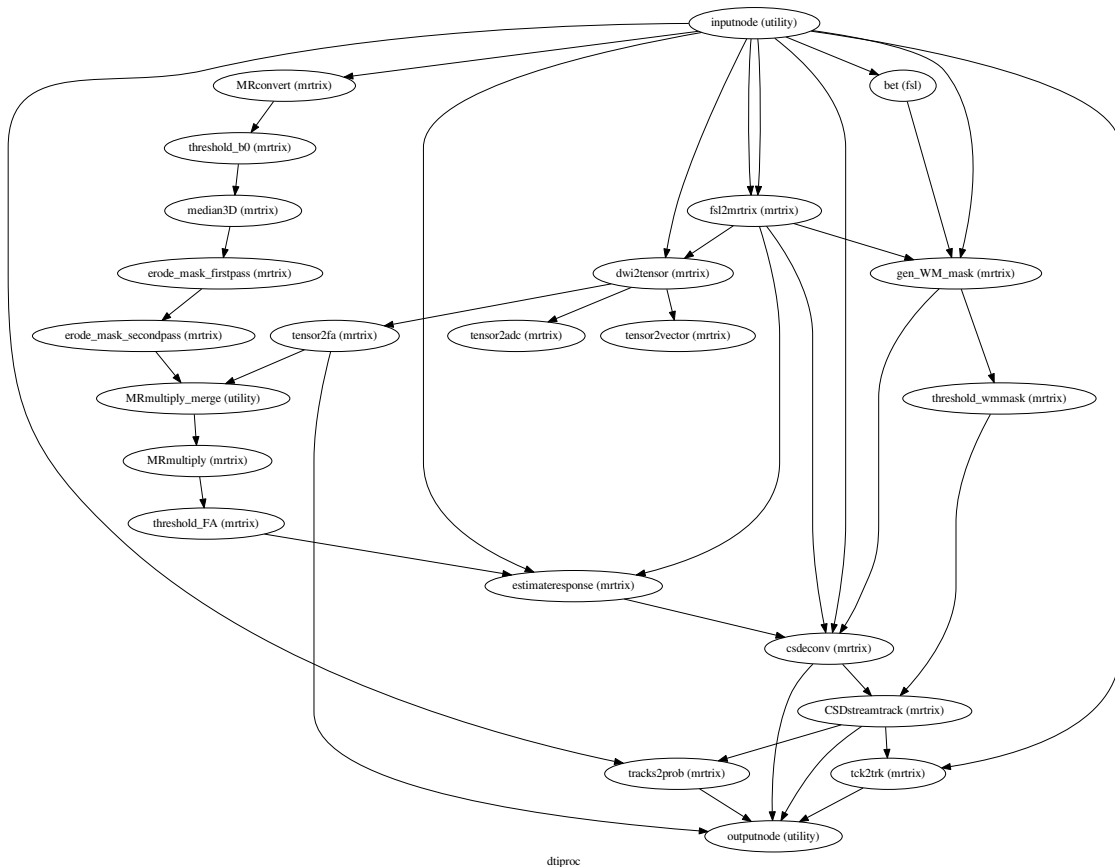 inputnode (utility)
MRconvert (mrtrix)
bet (fsl)
threshold_b0 (mrtrix)
median3D (mrtrix)
fsl2mrtrix (mrtrix)
erode_mask_firstpass (mrtrix)
dwi2tensor (mrtrix)
gen_WM_mask (mrtrix)
erode_mask_secondpass (mrtrix)
tensor2fa (mrtrix)
tensor2adc (mrtrix)
tensor2vector (mrtrix)
MRmultiply_merge (utility)
threshold_wmmask (mrtrix)
MRmultiply (mrtrix)
threshold_FA (mrtrix)
estimateresponse (mrtrix)
csdeconv (mrtrix)
CSDstreamtrack (mrtrix)
tracks2prob (mrtrix)
tck2trk (mrtrix)
outputnode (utility)
dtiproc